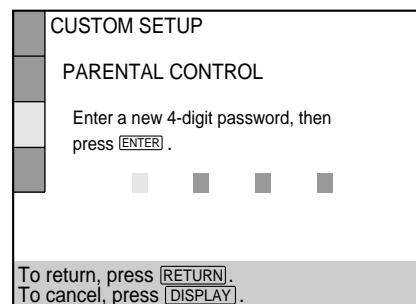 CUSTOM SETUP
PARENTAL CONTROL
Enter a new 4-digit password, then
press ENTER .
To return, press RETURN.
To cancel, press DISPLAY.